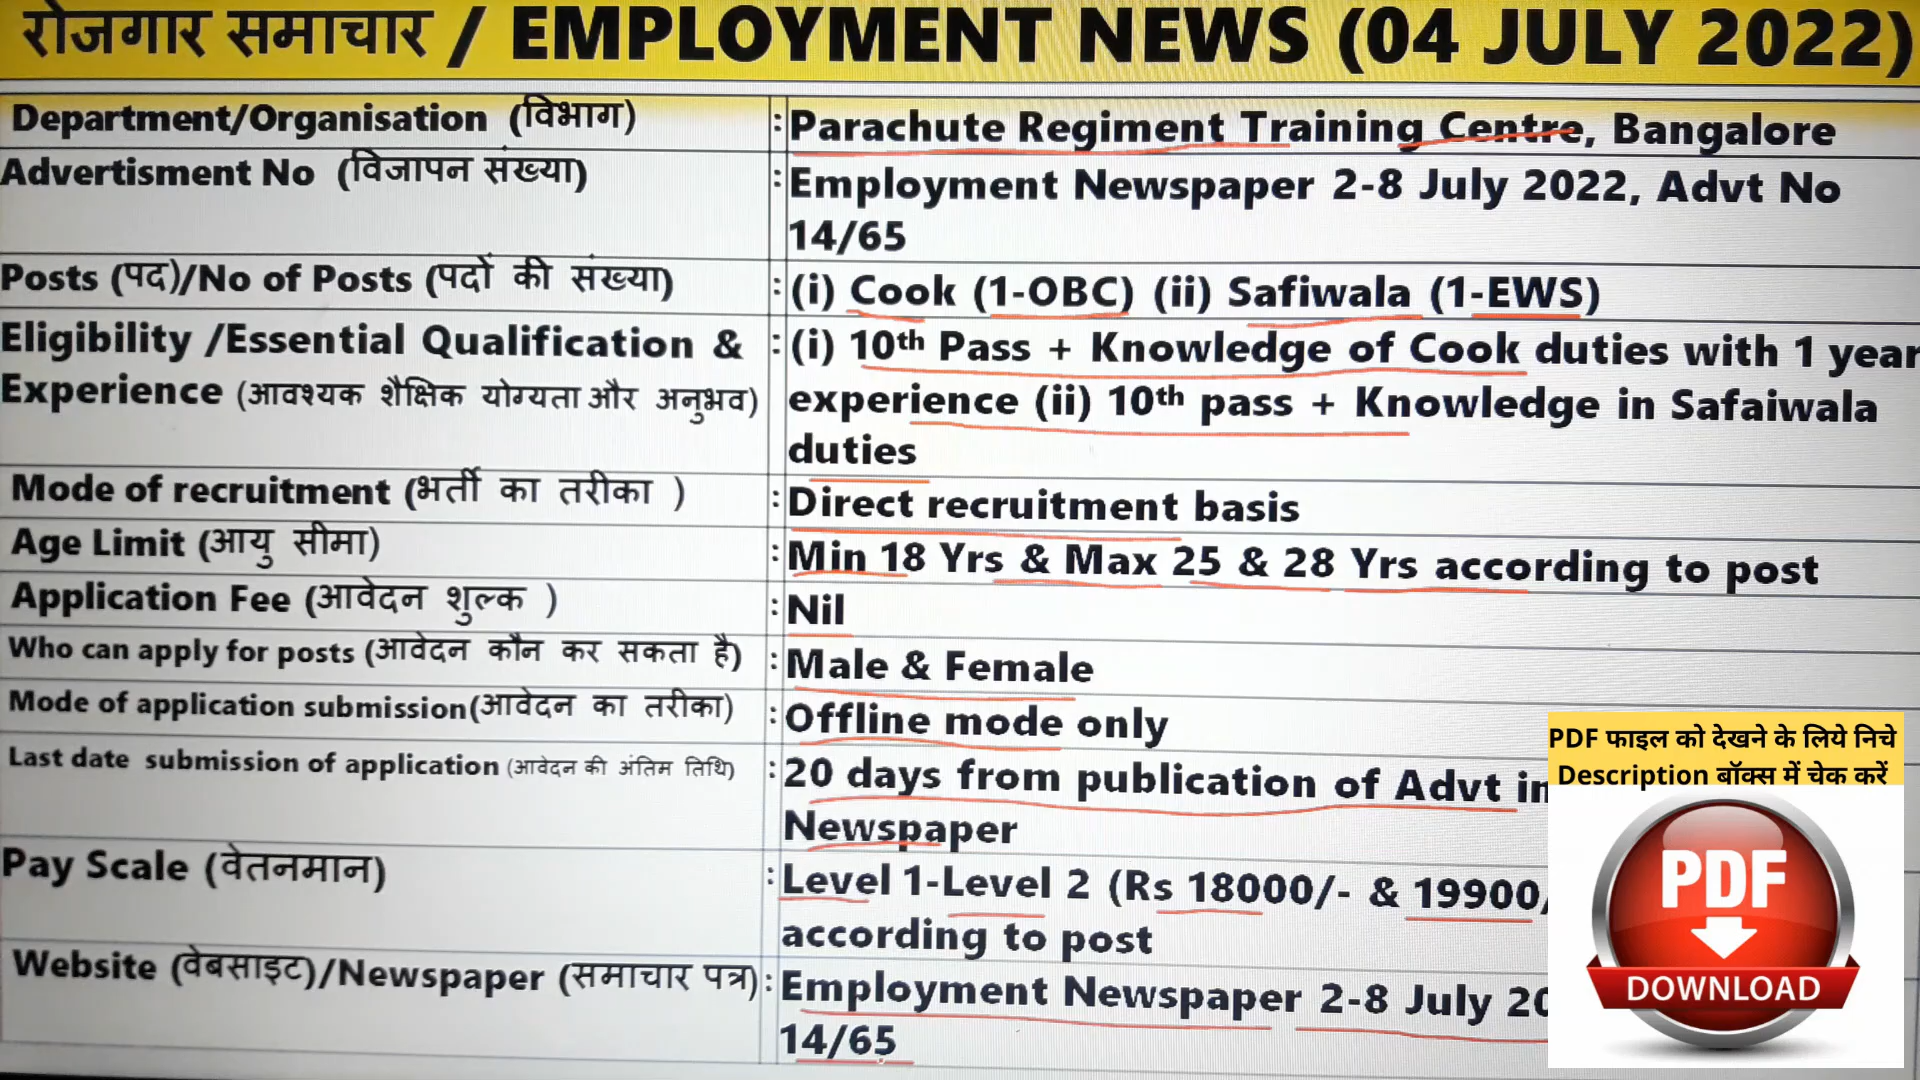 रोजगार समाचार / EMPLOYMENT NEWS (04 JULY 2022)
Department/Organisation (विभाग) : Parachute Regiment Training Centre, Bangalore
Advertisment No (विज्ञापन संख्या) : Employment Newspaper 2-8 July 2022, Advt No
14/65
Posts (पद)/No of Posts (पदों की संख्या) : (i) Cook (1-OBC) (ii) Safiwala (1-EWS)
Eligibility /Essential Qualification & : (i) 10th Pass + Knowledge of Cook duties with 1 year
Experience (आवश्यक शैक्षिक योग्यता और अनुभव) experience (ii) 10th pass + Knowledge in Safaiwala
duties
Mode of recruitment (भर्ती का तरीका ) : Direct recruitment basis
Age Limit (आयु सीमा) : Min 18 Yrs & Max 25 & 28 Yrs according to post
Application Fee (आवेदन शुल्क ) : Nil
Who can apply for posts (आवेदन कौन कर सकता है) : Male & Female
Mode of application submission(आवेदन का तरीका) : Offline mode only
Last date submission of application (आवेदन की अंतिम तिथि) : 20 days from publication of Advt in
Newspaper
Pay Scale (वेतनमान) : Level 1-Level 2 (Rs 18000/- & 19900/
according to post
Website (वेबसाइट)/Newspaper (समाचार पत्र) : Employment Newspaper 2-8 July 20
14/65
PDF फाइल को देखने के लिये निचे
Description बॉक्स में चेक करें
PDF
DOWNLOAD